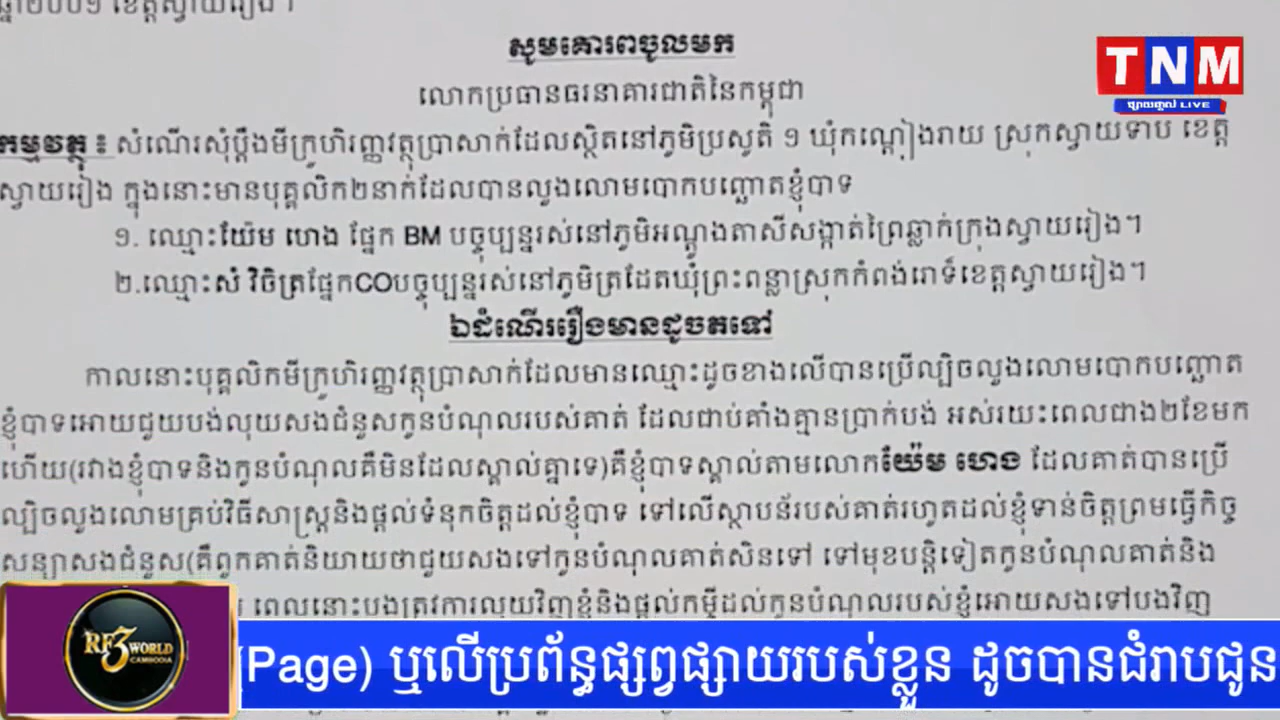 ឆ្នាំ២០០១ ខេត្តស្វាយរៀង។
សូមគោរពចូលមក
លោកប្រធានធរនាគារជាតិនៃកម្ពុជា
TNM
ផ្សាយផ្ទាល់ LIVE
កម្មវត្ថុ ៖ សំណើរសុំប្ដឹងមីក្រូហិរញ្ញវត្ថុប្រាសាក់ដែលស្ថិតនៅភូមិប្រសូតិ ១ ឃុំកណ្ដៀងរាយ ស្រុកស្វាយទាប ខេត្ត
ស្វាយរៀង ក្នុងនោះមានបុគ្គលិក២នាក់ដែលបានលួងលោមបោកបញ្ឆោតខ្ញុំបាទ
១. ឈ្មោះយ៉ែម ហេង ផ្នែក BM បច្ចុប្បន្នរស់នៅភូមិអណ្ដូងតាសីសង្កាត់ព្រៃឆ្លាក់ក្រុងស្វាយរៀង។
២.ឈ្មោះសំ វិចិត្រផ្នែកCOបច្ចុប្បន្នរស់នៅភូមិត្រដែតឃុំព្រះពន្លាស្រុកកំពង់រោទ៍ខេត្តស្វាយរៀង។
ឯដំណើររឿងមានដូចតទៅ
កាលនោះបុគ្គលិកមីក្រូហិរញ្ញវត្ថុប្រាសាក់ដែលមានឈ្មោះដូចខាងលើបានប្រើល្បិចលួងលោមបោកបញ្ឆោត
ខ្ញុំបាទអោយជួយបង់លុយសងជំនួសកូនបំណុលរបស់គាត់ ដែលជាប់គាំងគ្មានប្រាក់បង់ អស់រយះពេលជាង២ខែមក
ហើយ(រវាងខ្ញុំបាទនិងកូនបំណុលគឺមិនដែលស្គាល់គ្នាទេ)គឺខ្ញុំបាទស្គាល់តាមលោកយ៉ែម ហេង ដែលគាត់បានប្រើ
ល្បិចលួងលោមគ្រប់វិធីសាស្ត្រនិងផ្ដល់ទំនុកចិត្តដល់ខ្ញុំបាទ ទៅលើស្ថាបន័របស់គាត់រហូតដល់ខ្ញុំទាន់ចិត្តព្រមធ្វើកិច្ច
សន្យាសងជំនួស(គឺពួកគាត់និយាយថាជួយសងទៅកូនបំណុលគាត់សិនទៅ ទៅមុខបន្តិទៀតកូនបំណុលគាត់និង
ពេលនោះបងត្រូវការលុយវិញខ្ញុំនិងផ្ដល់កម្ចីដល់កូនបំណុលរបស់ខ្ញុំអោយសងទៅបងវិញ
RF3 WORLD
CAMBODIA
(Page) ឬលើប្រព័ន្ធផ្សព្វផ្សាយរបស់ខ្លួន ដូចបានជំរាបជូន